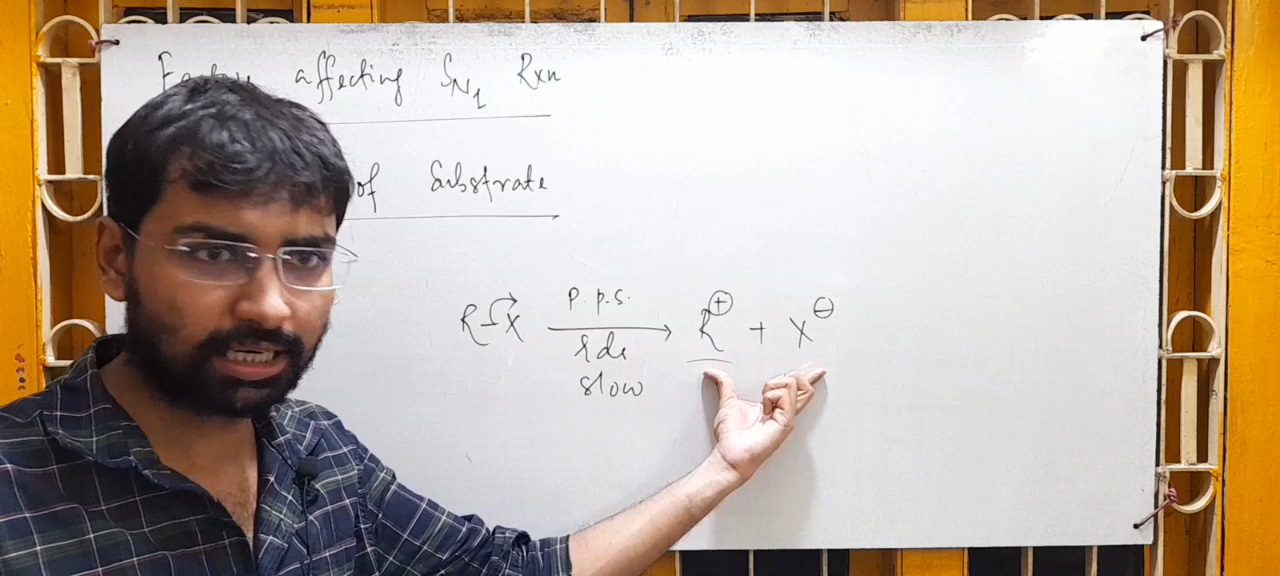 affecting SN1 Rxn
of Substrate
R-X P.p.s. R⊕ + X⊖
rds
slow